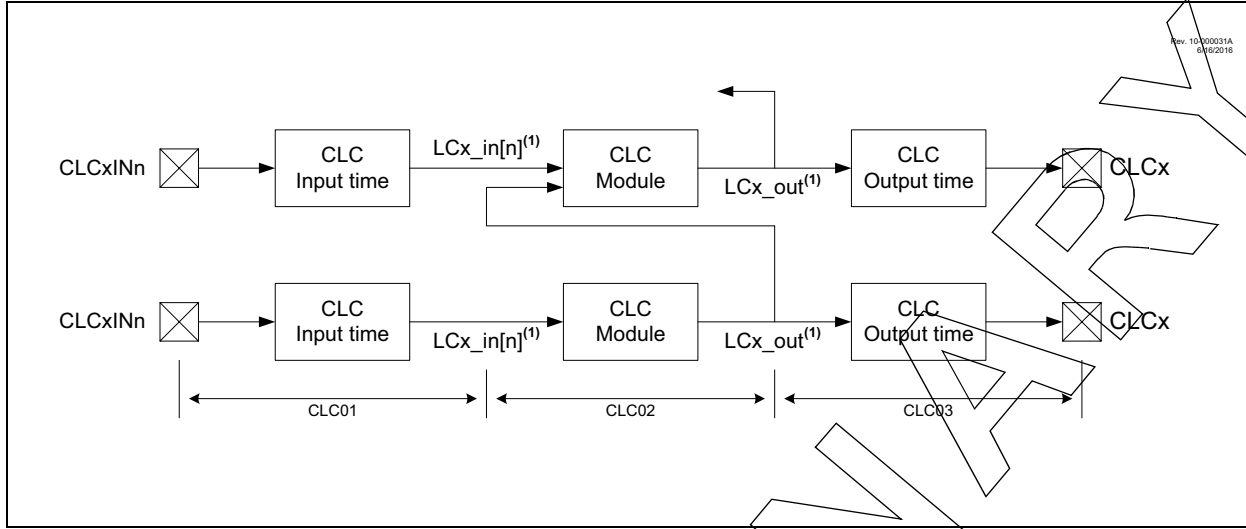 Rev. 10-000031A
6/16/2016
CLCxINn
CLC
Input time
LCx_in[n](1)
CLC
Module
LCx_out(1)
CLC
Output time
CLCx
CLCxINn
CLC
Input time
LCx_in[n](1)
CLC
Module
LCx_out(1)
CLC
Output time
CLCx
CLC01
CLC02
CLC03
N A R Y